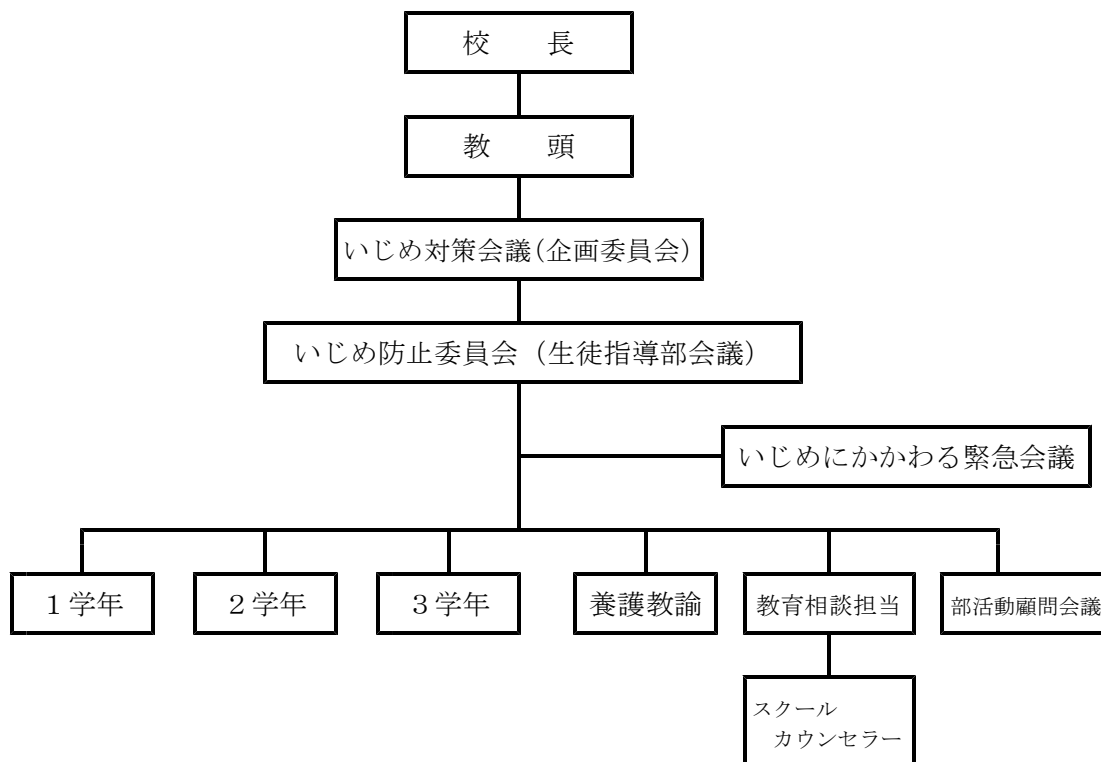 校　　長
教　　頭
いじめ対策会議(企画委員会)
いじめ防止委員会（生徒指導部会議）
いじめにかかわる緊急会議
１学年
２学年
３学年
養護教諭
教育相談担当
部活動顧問会議
スクール
カウンセラー